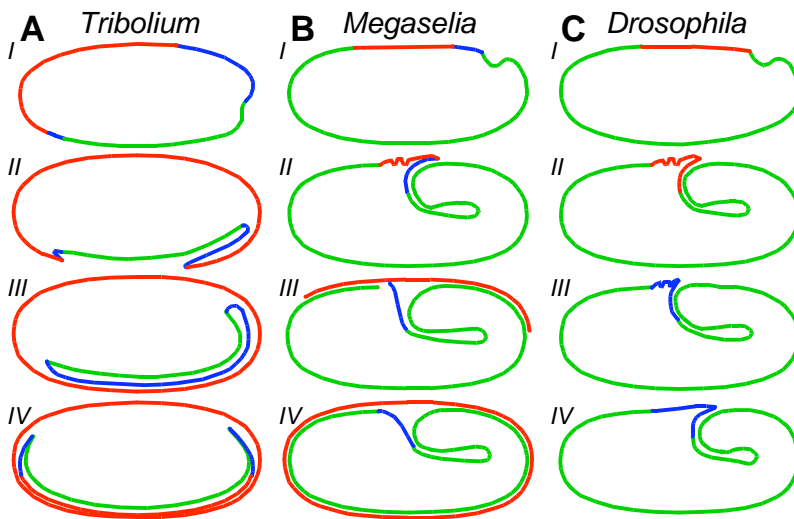 A Tribolium B Megaselia C Drosophila
I I I
II II II
III III III
IV IV IV